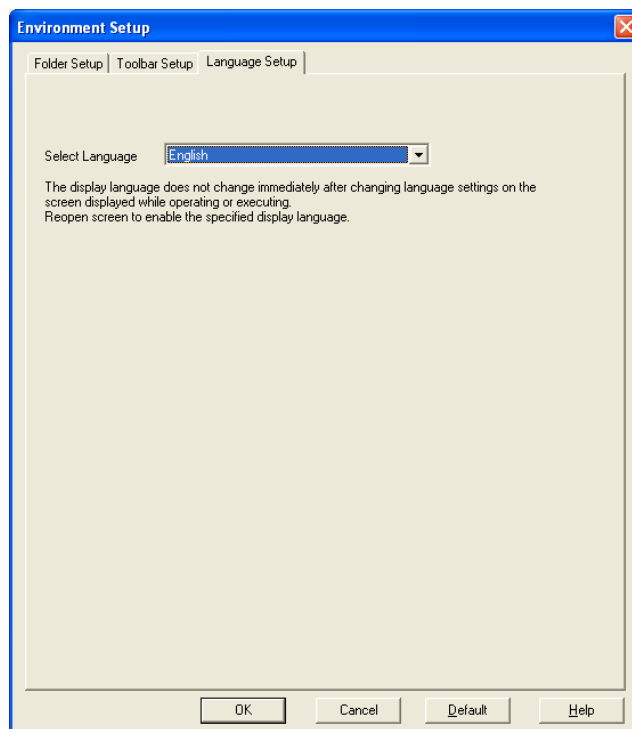 Environment Setup
Folder Setup Toolbar Setup Language Setup
Select Language English
The display language does not change immediately after changing language settings on the
screen displayed while operating or executing.
Reopen screen to enable the specified display language.
OK Cancel Default Help